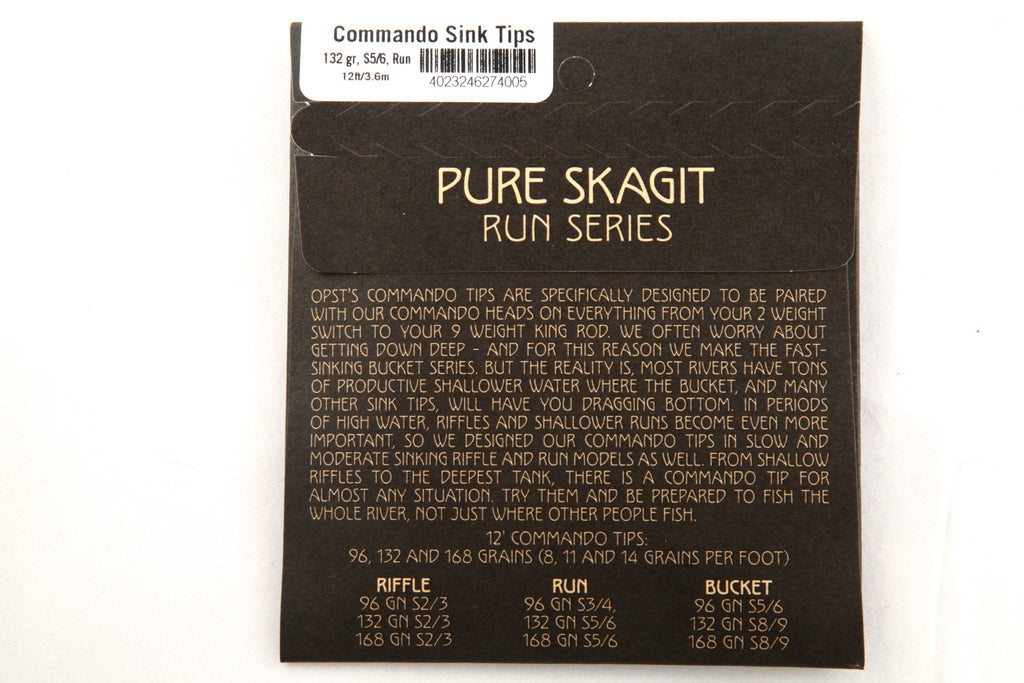 Commando Sink Tips
132 gr, S5/6, Run
12ft/3.6m
4023246274005
PURE SKAGIT
RUN SERIES
OPST'S COMMANDO TIPS ARE SPECIFICALLY DESIGNED TO BE PAIRED
WITH OUR COMMANDO HEADS ON EVERYTHING FROM YOUR 2 WEIGHT
SWITCH TO YOUR 9 WEIGHT KING ROD. WE OFTEN WORRY ABOUT
GETTING DOWN DEEP - AND FOR THIS REASON WE MAKE THE FAST-
SINKING BUCKET SERIES. BUT THE REALITY IS, MOST RIVERS HAVE TONS
OF PRODUCTIVE SHALLOWER WATER WHERE THE BUCKET, AND MANY
OTHER SINK TIPS, WILL HAVE YOU DRAGGING BOTTOM. IN PERIODS
OF HIGH WATER, RIFFLES AND SHALLOWER RUNS BECOME EVEN MORE
IMPORTANT, SO WE DESIGNED OUR COMMANDO TIPS IN SLOW AND
MODERATE SINKING RIFFLE AND RUN MODELS AS WELL. FROM SHALLOW
RIFFLES TO THE DEEPEST TANK, THERE IS A COMMANDO TIP FOR
ALMOST ANY SITUATION. TRY THEM AND BE PREPARED TO FISH THE
WHOLE RIVER, NOT JUST WHERE OTHER PEOPLE FISH.
12' COMMANDO TIPS:
96, 132 AND 168 GRAINS (8, 11 AND 14 GRAINS PER FOOT)
RIFFLE
96 GN S2/3
132 GN S2/3
168 GN S2/3
RUN
96 GN S3/4,
132 GN S5/6
168 GN S5/6
BUCKET
96 GN S5/6
132 GN S8/9
168 GN S8/9